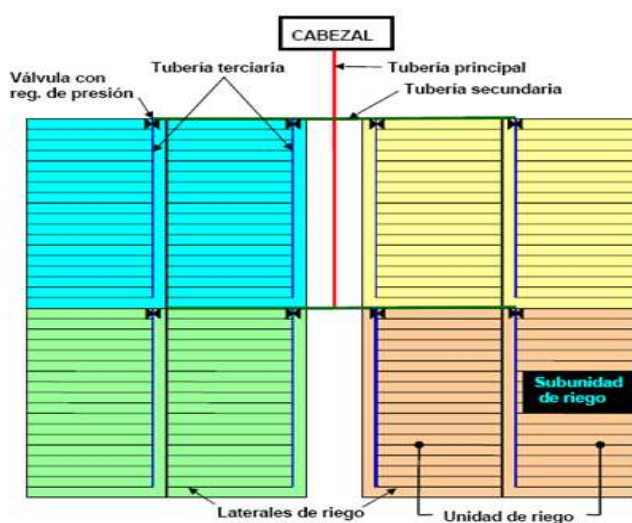 CABEZAL
Válvula con
reg. de presión
Tubería terciaria
Tubería principal
Tubería secundaria
Subunidad
de riego
Laterales de riego
Unidad de riego